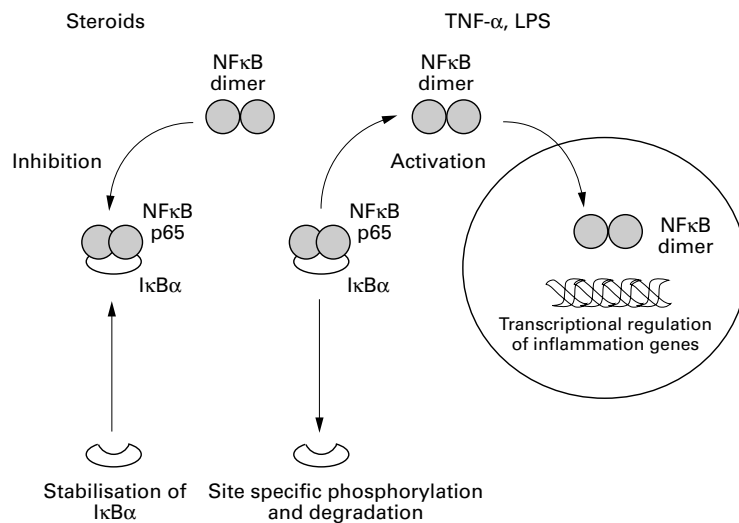 Steroids
TNF-α, LPS
NFκB
dimer
NFκB
dimer
Inhibition
Activation
NFκB
p65
IκBα
NFκB
p65
IκBα
NFκB
dimer
Transcriptional regulation
of inflammation genes
Stabilisation of
IκBα
Site specific phosphorylation
and degradation